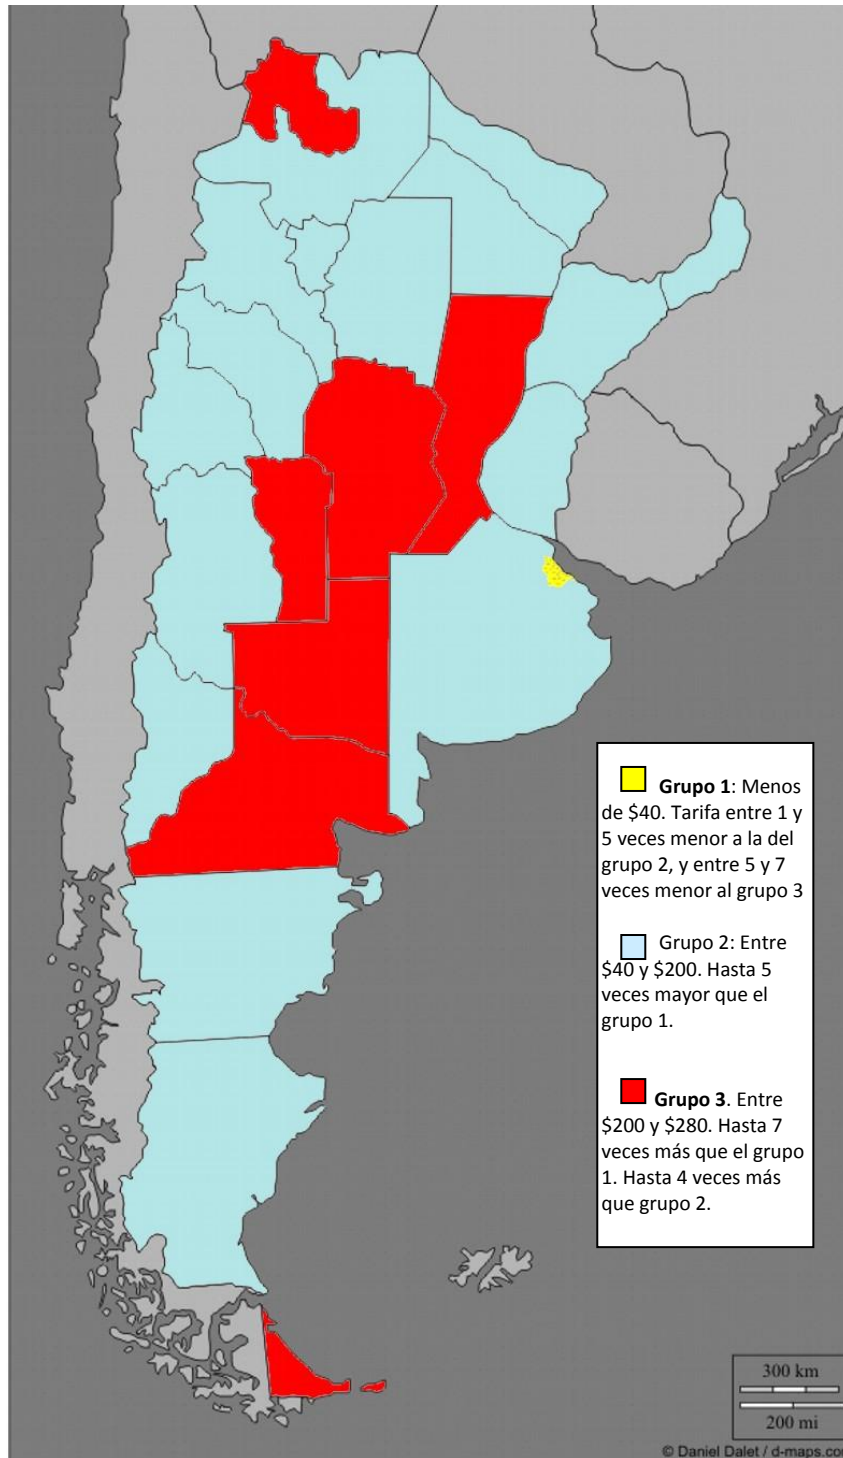 Grupo 1: Menos
de $40. Tarifa entre 1 y
5 veces menor a la del
grupo 2, y entre 5 y 7
veces menor al grupo 3
Grupo 2: Entre
$40 y $200. Hasta 5
veces mayor que el
grupo 1.
Grupo 3. Entre
$200 y $280. Hasta 7
veces más que el grupo
1. Hasta 4 veces más
que grupo 2.
300 km
200 mi
© Daniel Dalet / d-maps.co